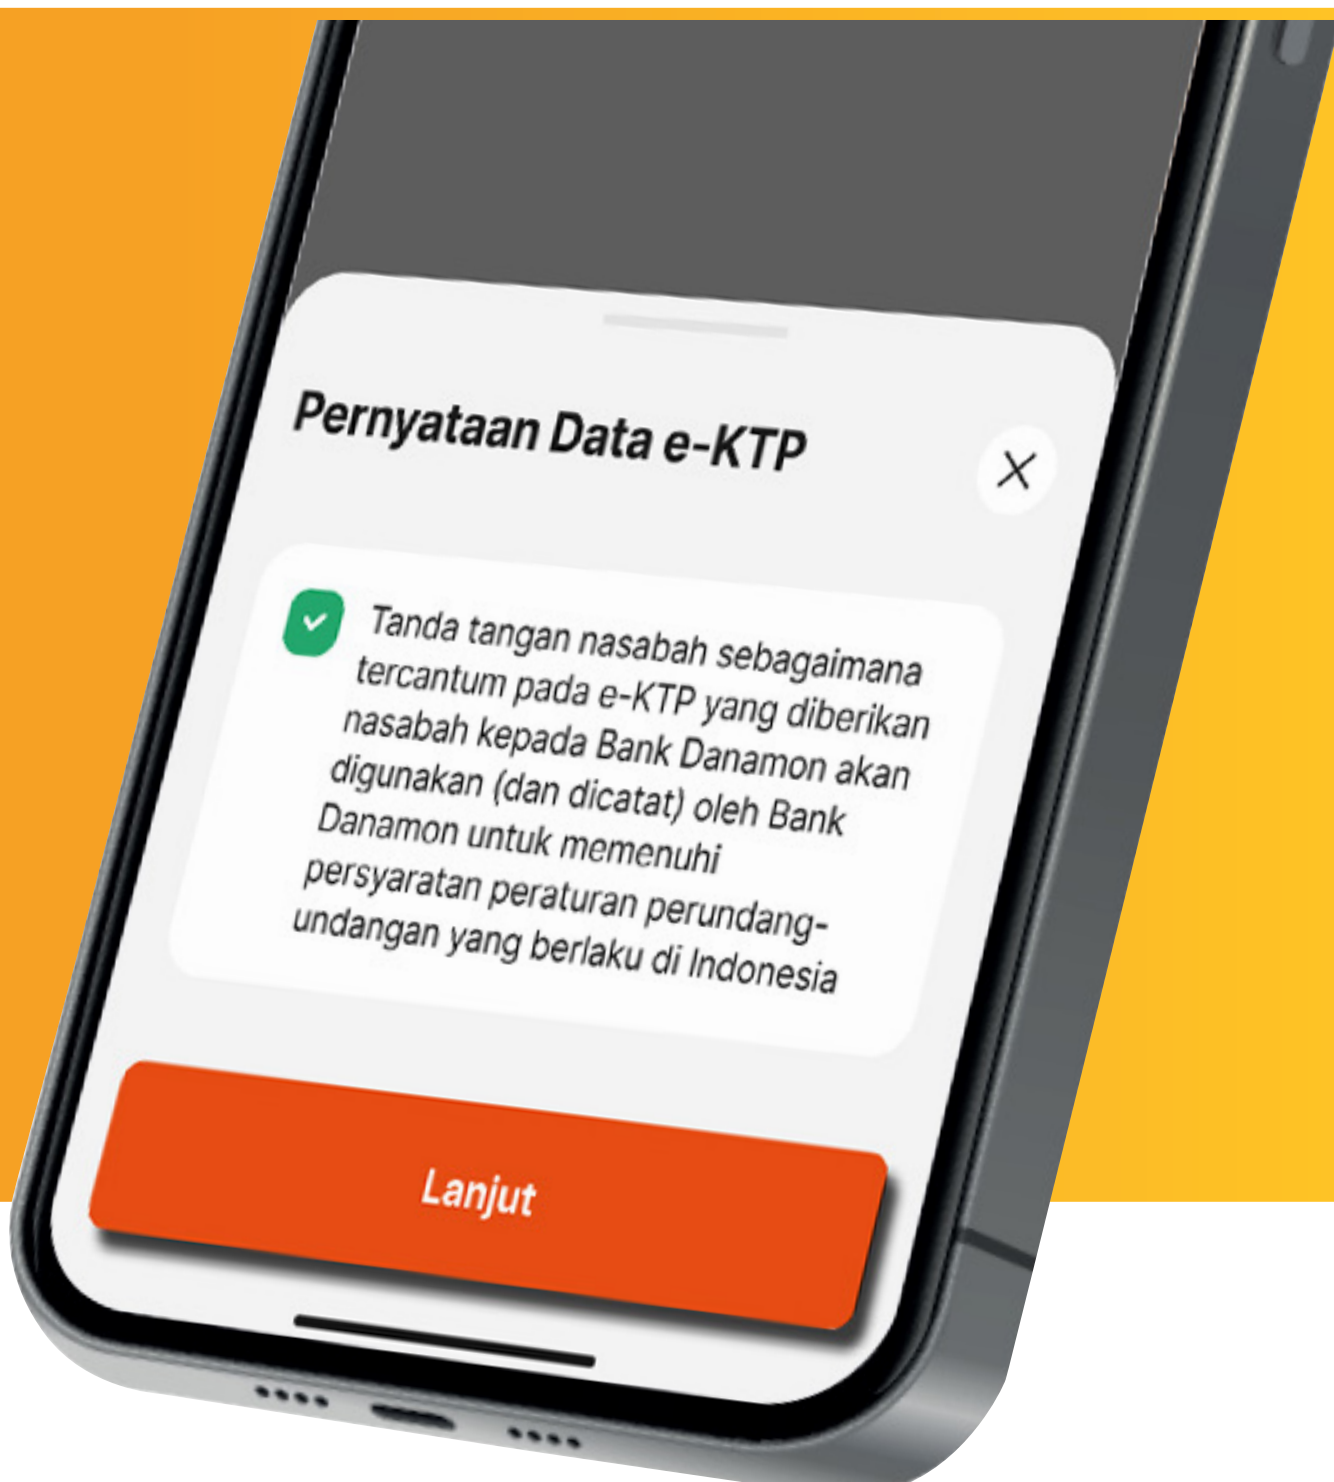 Pernyataan Data e-KTP
Tanda tangan nasabah sebagaimana
tercantum pada e-KTP yang diberikan
nasabah kepada Bank Danamon akan
digunakan (dan dicatat) oleh Bank
Danamon untuk memenuhi
persyaratan peraturan perundang-
undangan yang berlaku di Indonesia
Lanjut